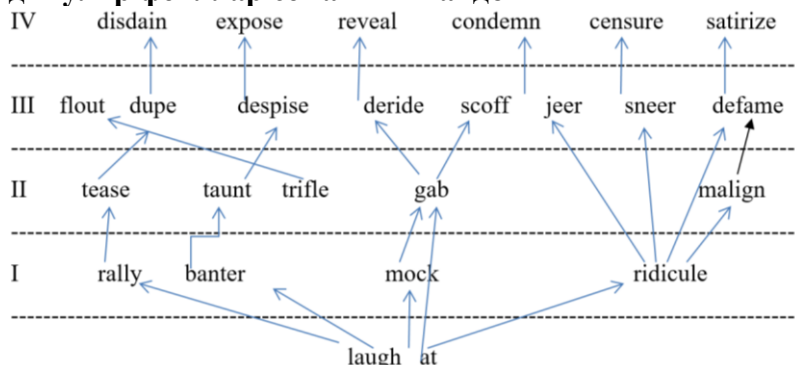 IV disdain expose reveal condemn censure satirize
III flout dupe despise deride scoff jeer sneer defame
II tease taunt trifle gab malign
I rally banter mock ridicule
laugh at